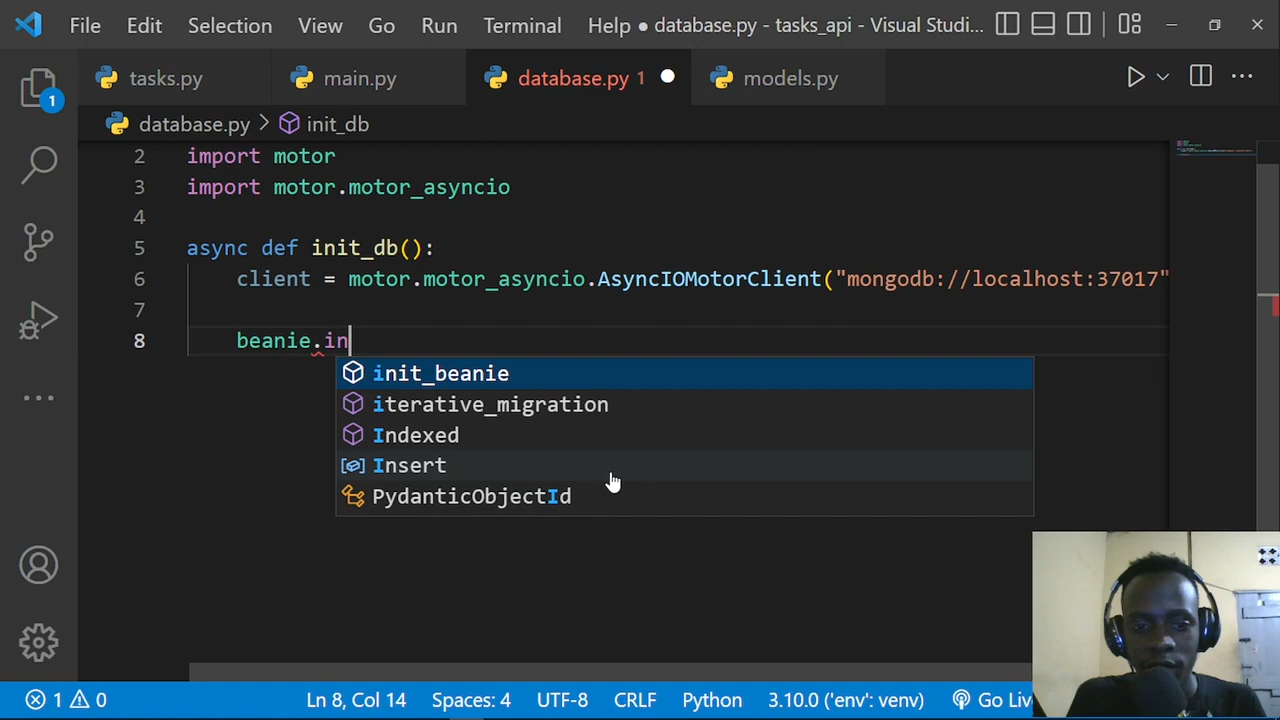 File Edit Selection View Go Run Terminal Help ● database.py - tasks_api - Visual Studi...
tasks.py main.py database.py 1 models.py
database.py > init_db
2 import motor
3 import motor.motor_asyncio
4
5 async def init_db():
6 client = motor.motor_asyncio.AsyncIOMotorClient("mongodb://localhost:37017"
7
8 beanie.in
init_beanie
iterative_migration
Indexed
Insert
PydanticObjectId
1
1 0 Ln 8, Col 14 Spaces: 4 UTF-8 CRLF Python 3.10.0 ('env': venv) Go Liv